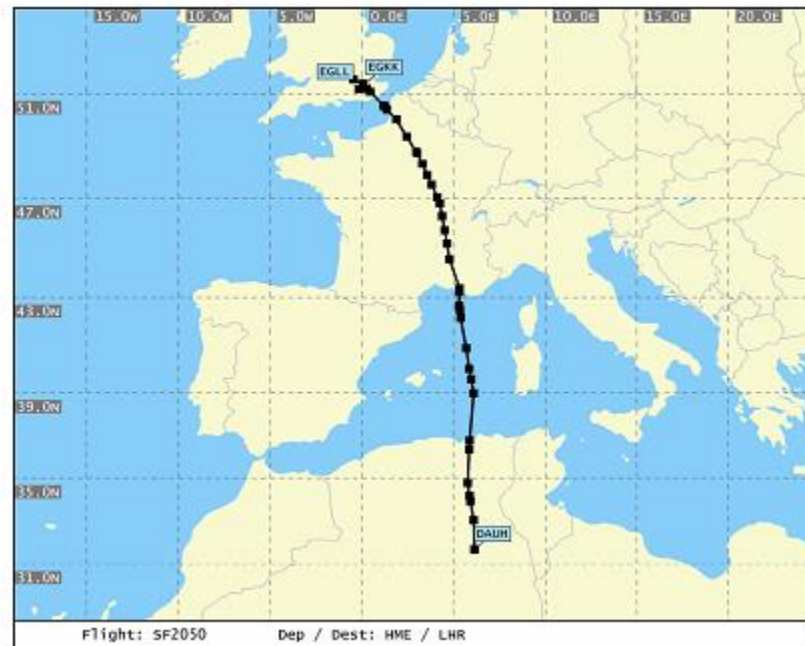 15.0W 10.0W 5.0W 0.0E 5.0E 10.0E 15.0E 20.0E
EGLL EGKK
51.0N
47.0N
43.0N
39.0N
35.0N
DAUH
31.0N
Flight: SF2050 Dep / Dest: HME / LHR